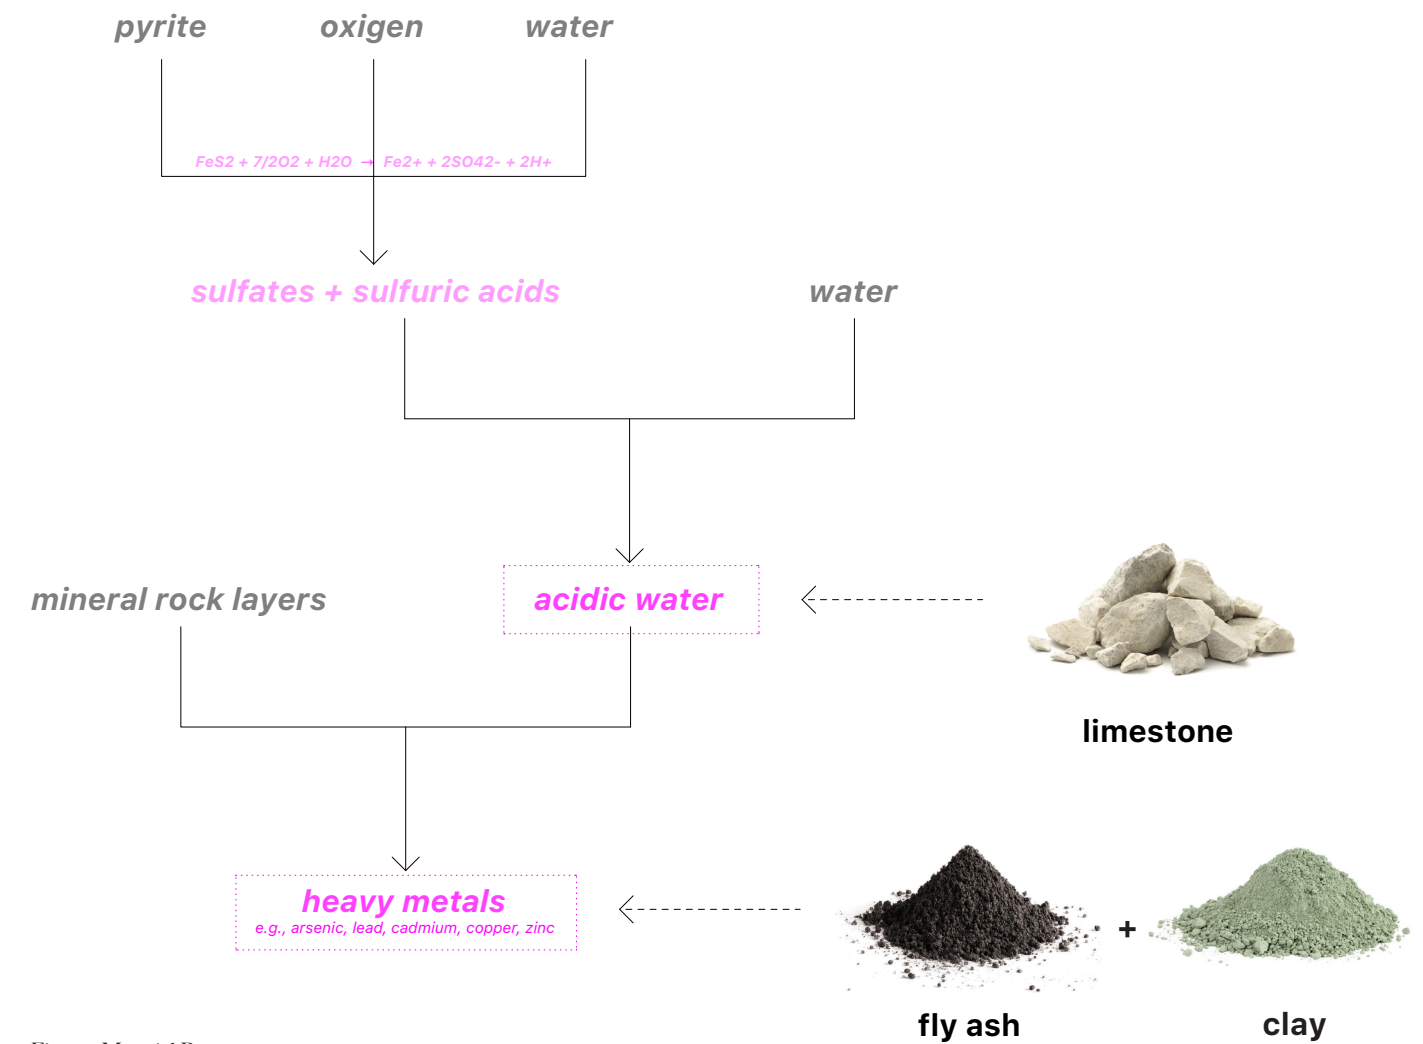 pyrite oxigen water
FeS2 + 7/2O2 + H2O → Fe2+ + 2SO42- + 2H+
sulfates + sulfuric acids water
mineral rock layers acidic water
limestone
heavy metals
e.g., arsenic, lead, cadmium, copper, zinc
+
fly ash clay